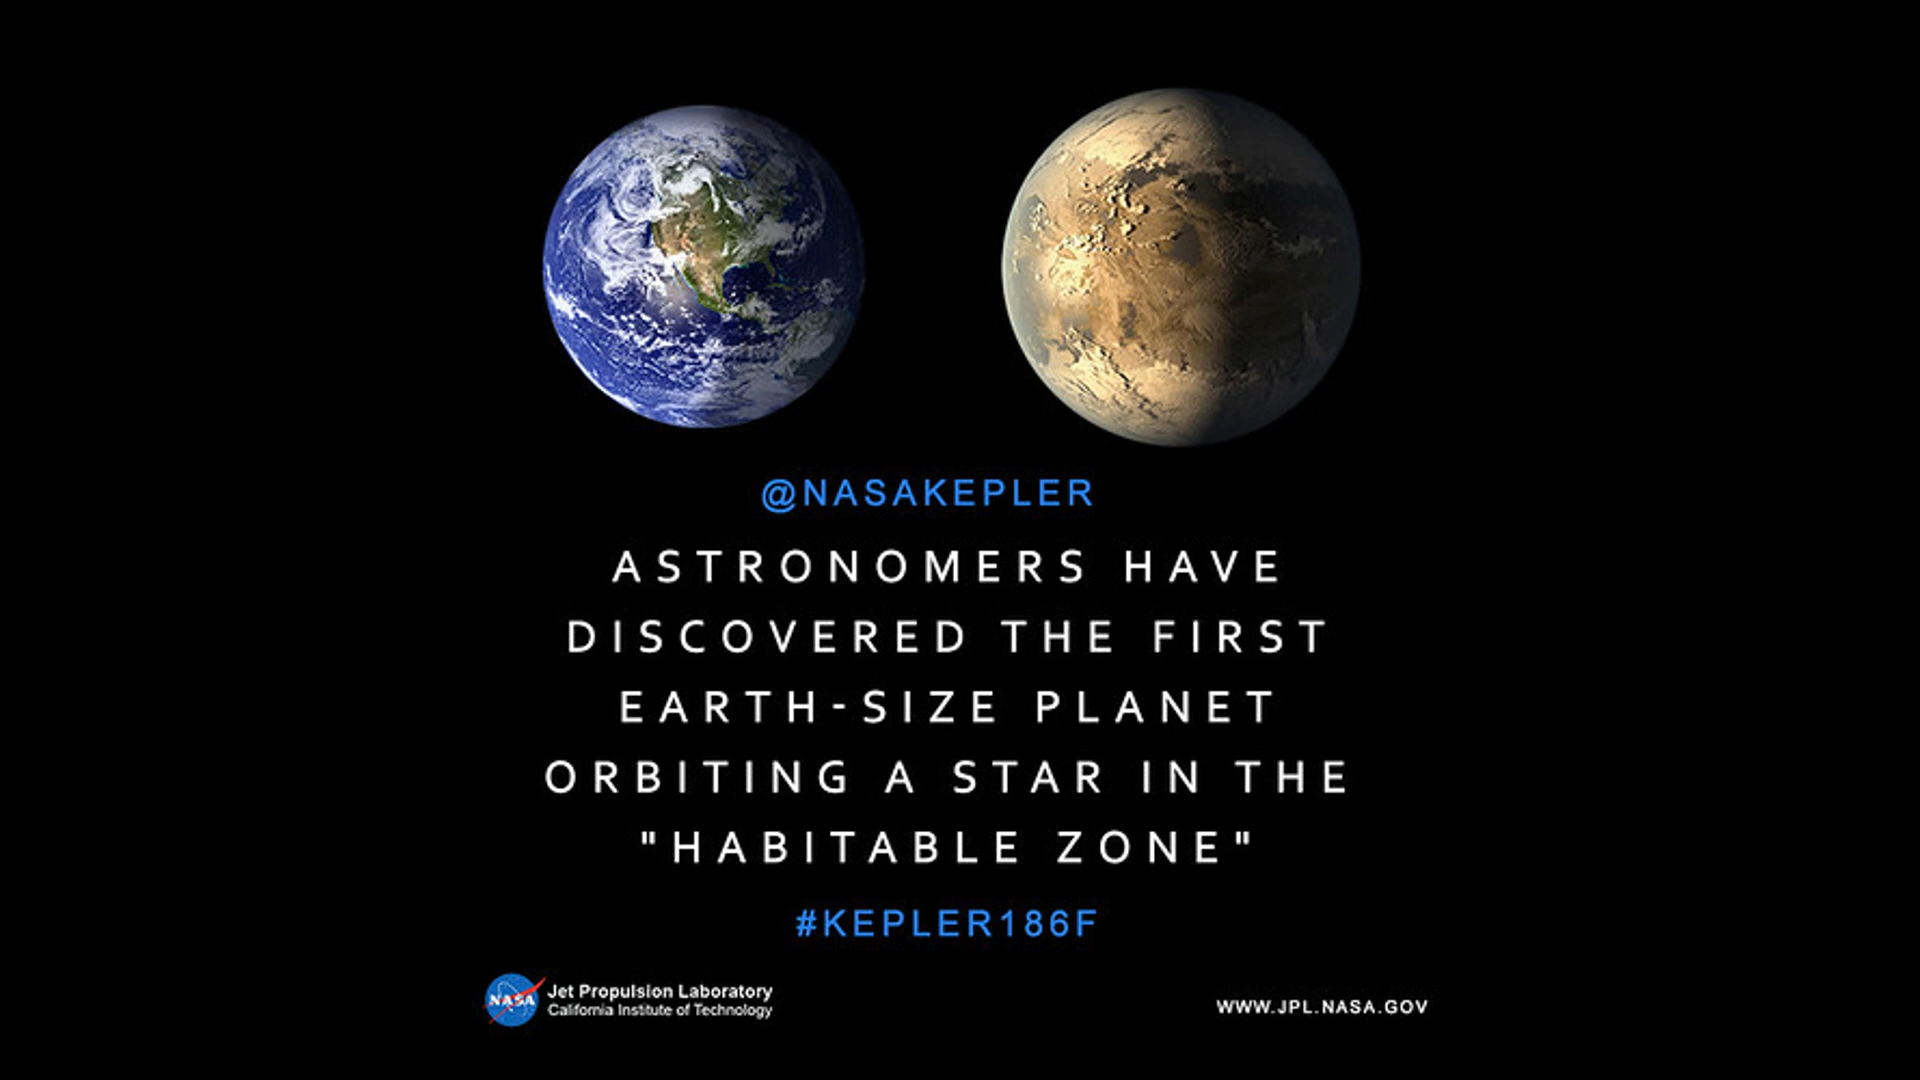 @NASAKEPLER
ASTRONOMERS HAVE
DISCOVERED THE FIRST
EARTH-SIZE PLANET
ORBITING A STAR IN THE
"HABITABLE ZONE"
#KEPLER186F
NASA
Jet Propulsion Laboratory
California Institute of Technology
WWW.JPL.NASA.GOV